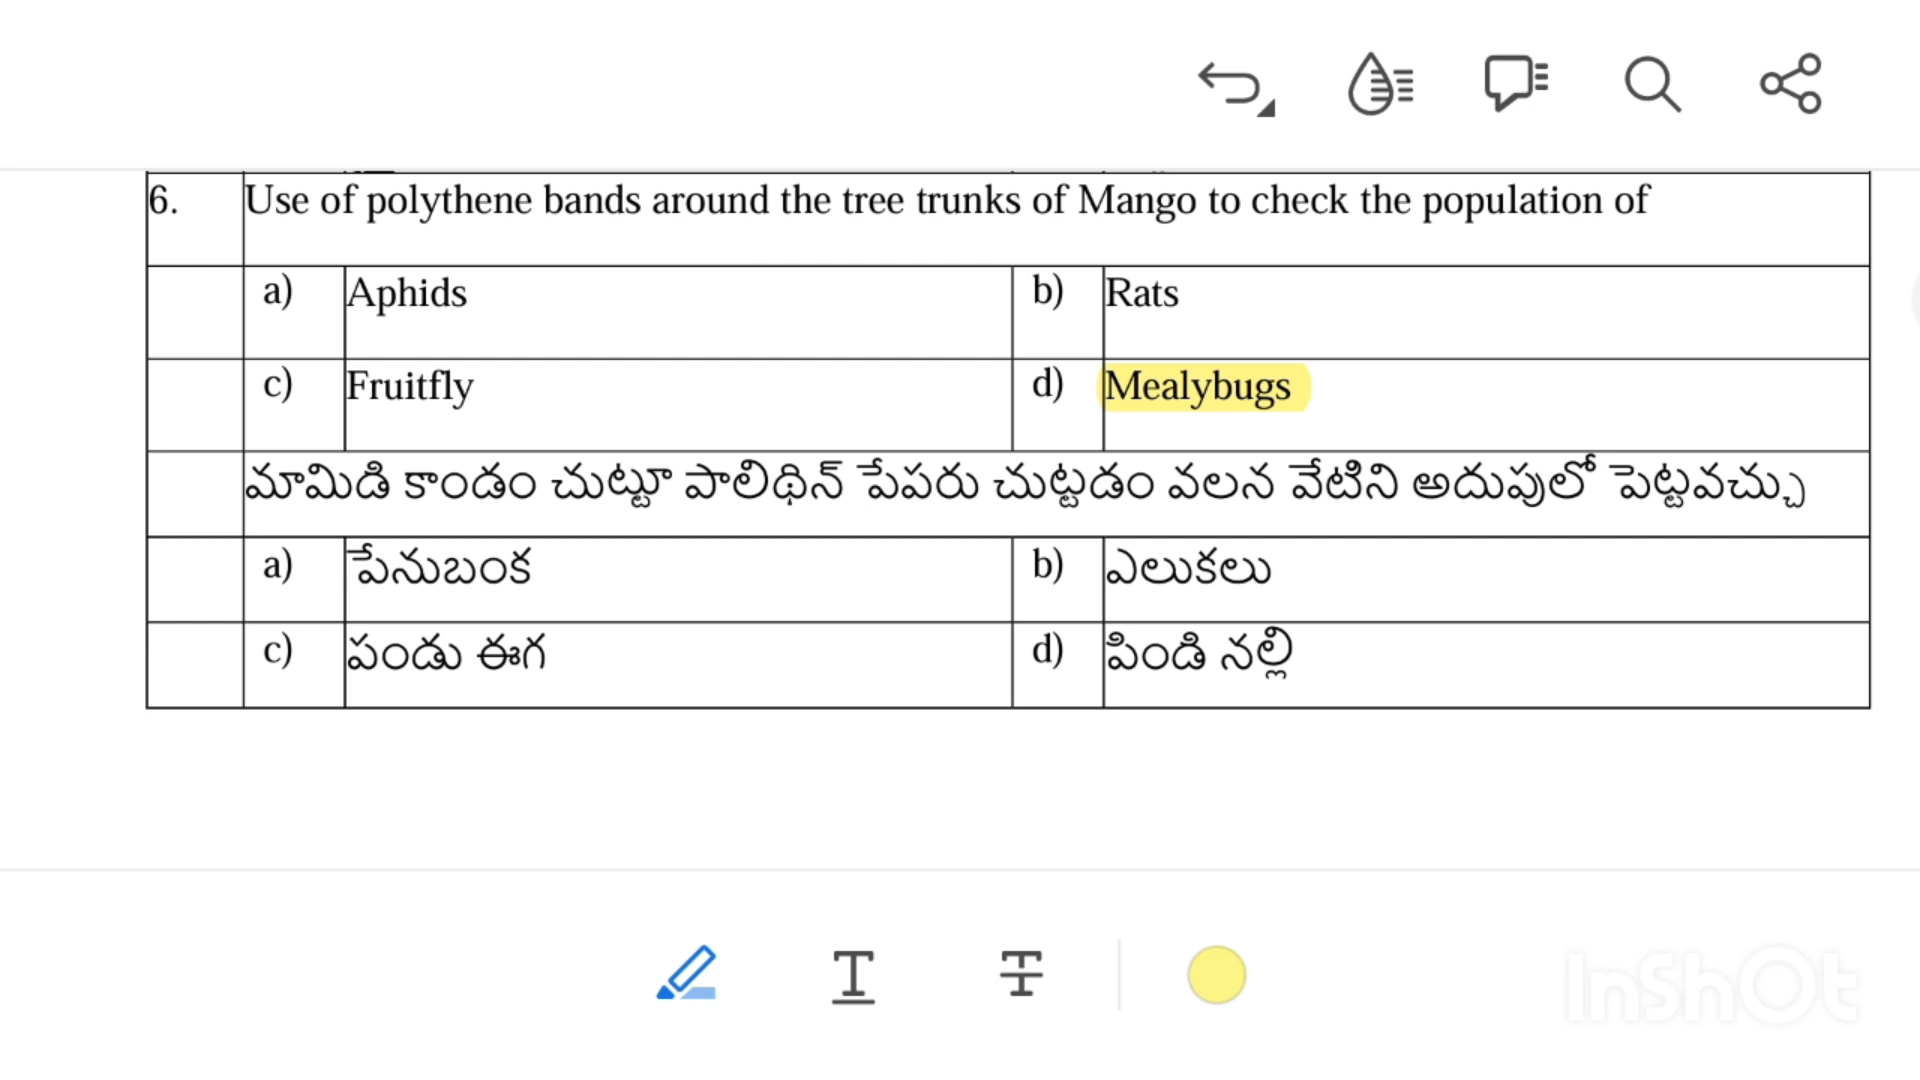 6. Use of polythene bands around the tree trunks of Mango to check the population of
a) Aphids b) Rats
c) Fruitfly d) Mealybugs
మామిడి కాండం చుట్టూ పాలిథిన్ పేపరు చుట్టడం వలన వేటిని అదుపులో పెట్టవచ్చు
a) పేనుబంక b) ఎలుకలు
c) పండు ఈగ d) పిండి నల్లి
InShOt